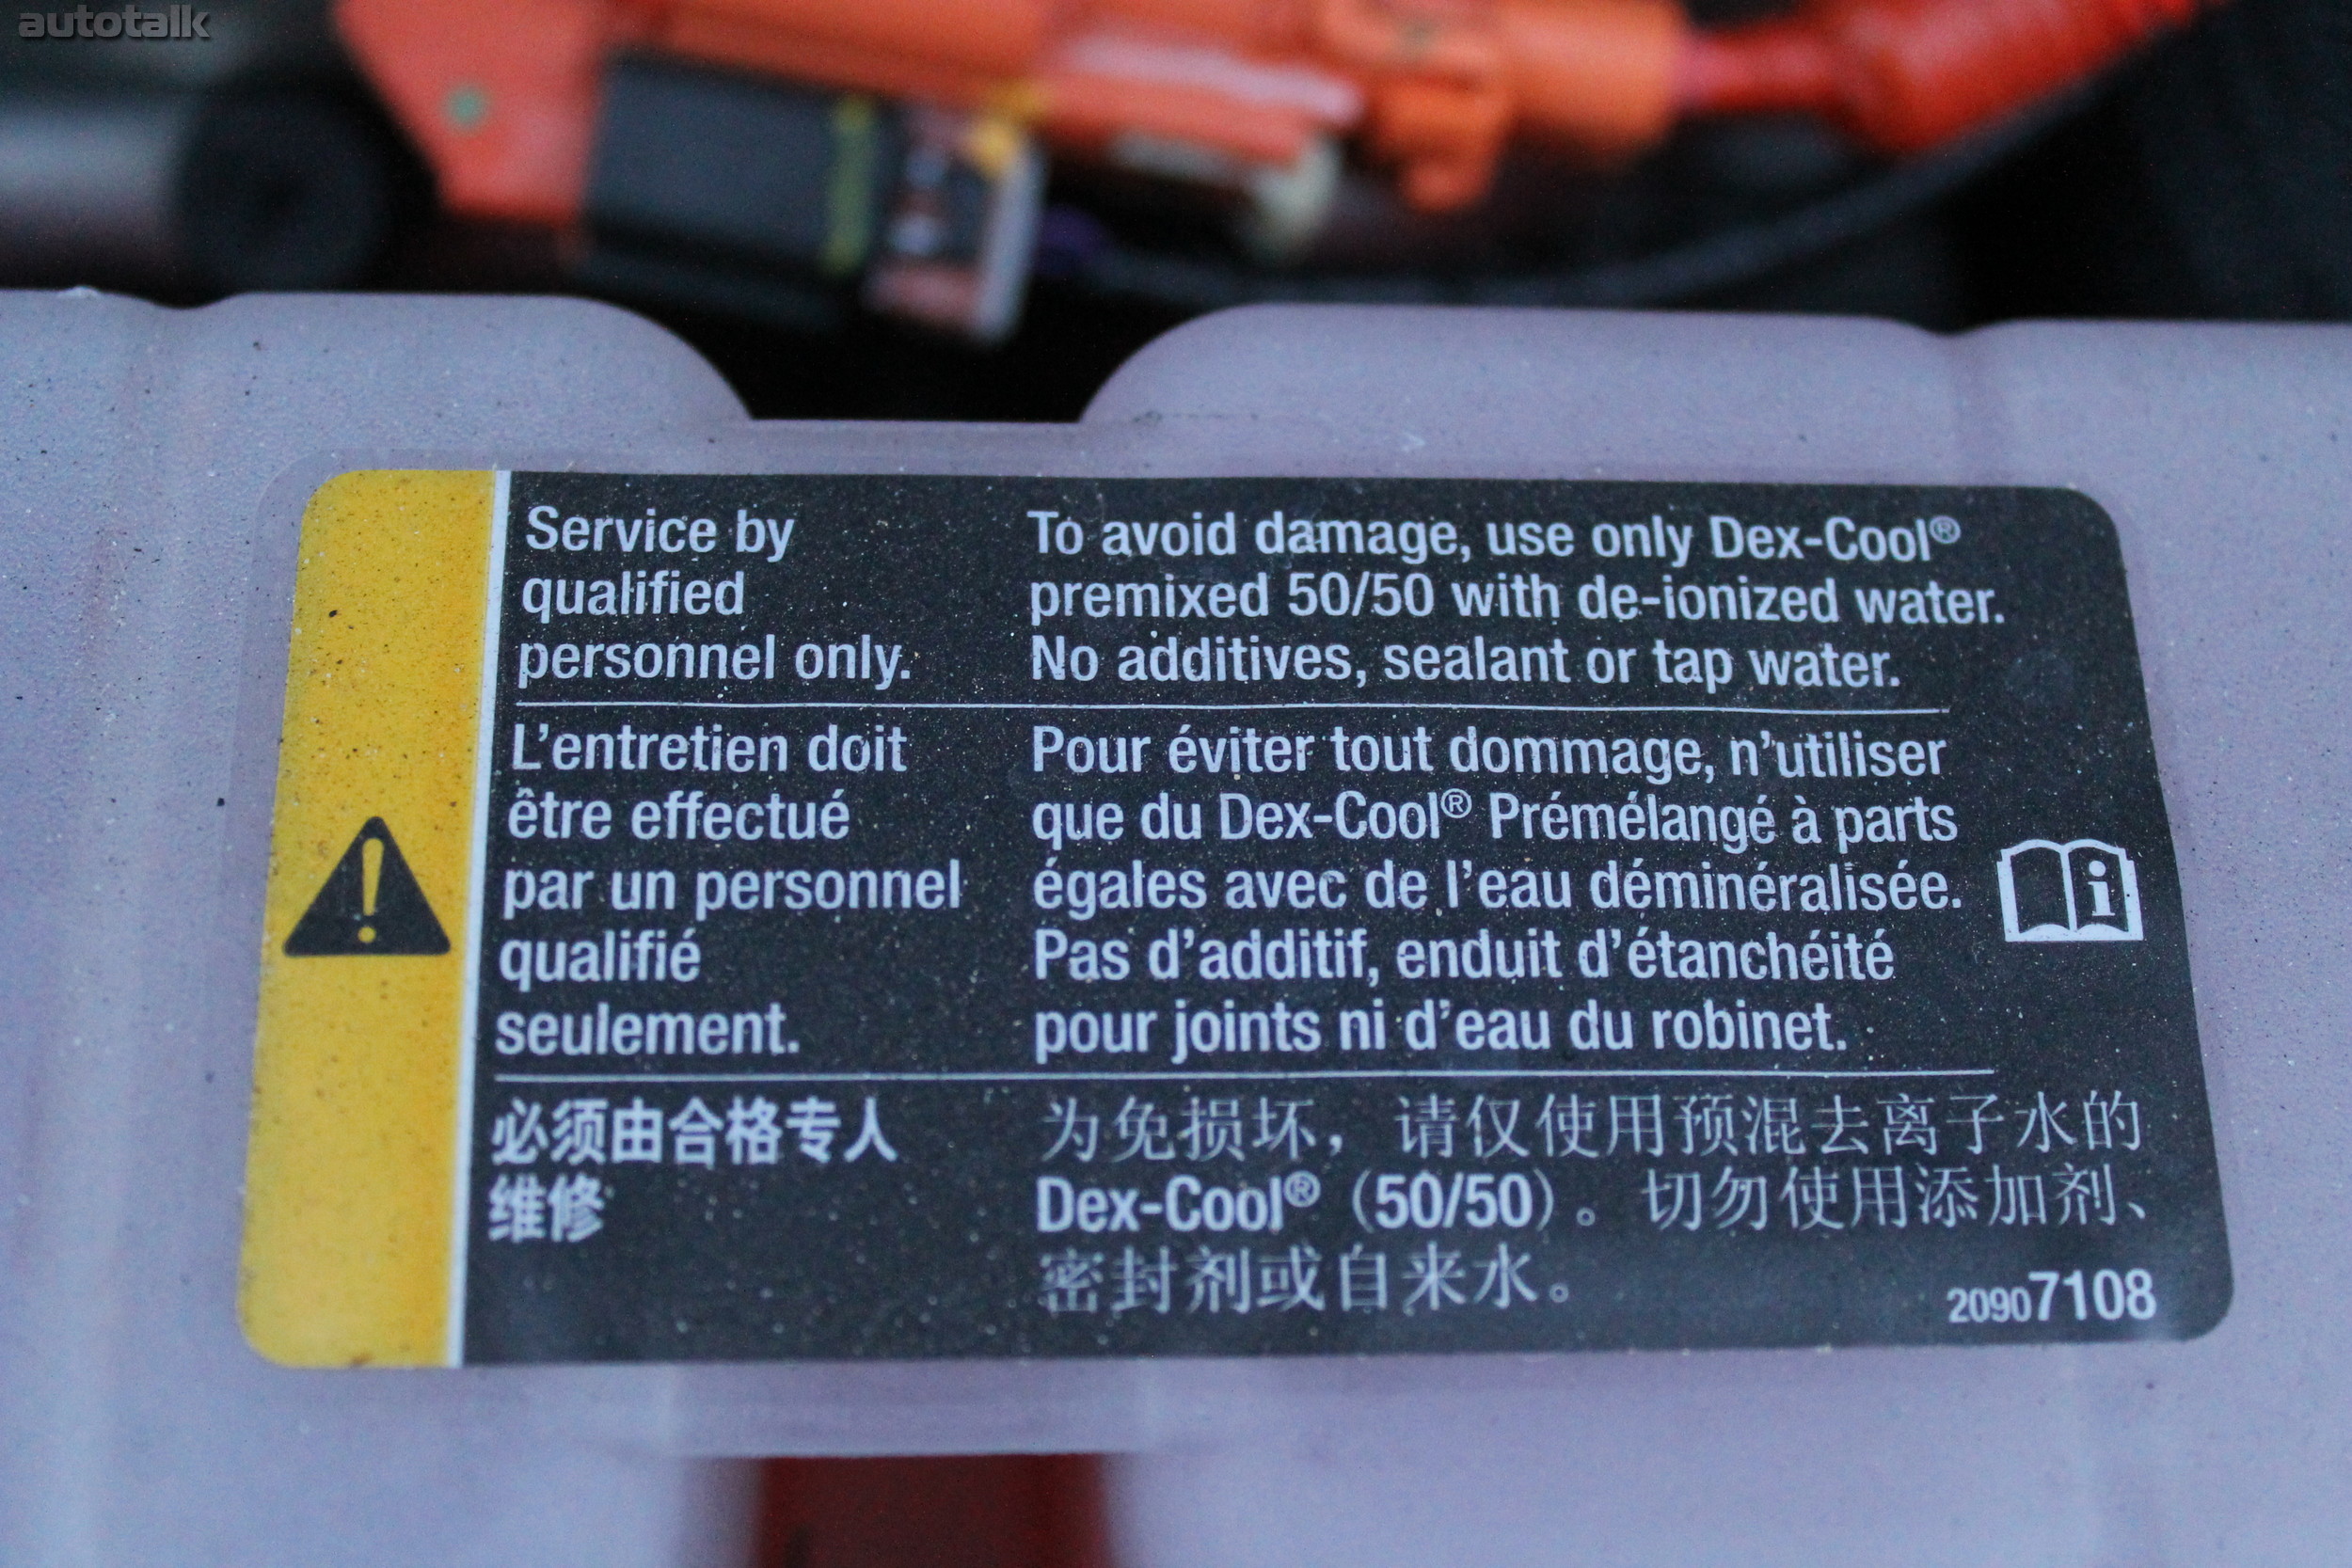 autotalk
Service by
qualified
personnel only.
To avoid damage, use only Dex-Cool®
premixed 50/50 with de-ionized water.
No additives, sealant or tap water.
L'entretien doit
être effectué
par un personnel
qualifié
seulement.
Pour éviter tout dommage, n'utiliser
que du Dex-Cool® Prémélangé à parts
égales avec de l'eau déminéralisée.
Pas d'additif, enduit d'étanchéité
pour joints ni d'eau du robinet.
必须由合格专人
维修
为免损坏，请仅使用预混去离子水的
Dex-Cool®（50/50）。切勿使用添加剂、
密封剂或自来水。
20907108